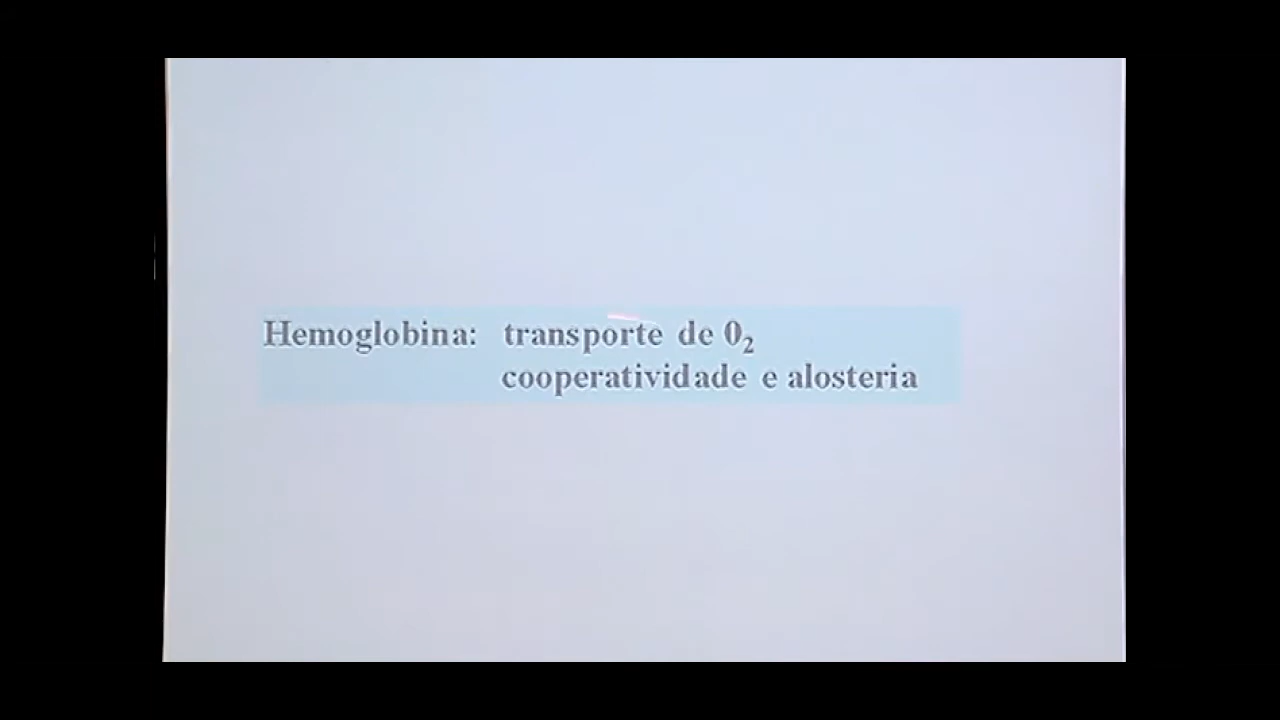 Hemoglobina: transporte de 0₂
cooperatividade e alosteria